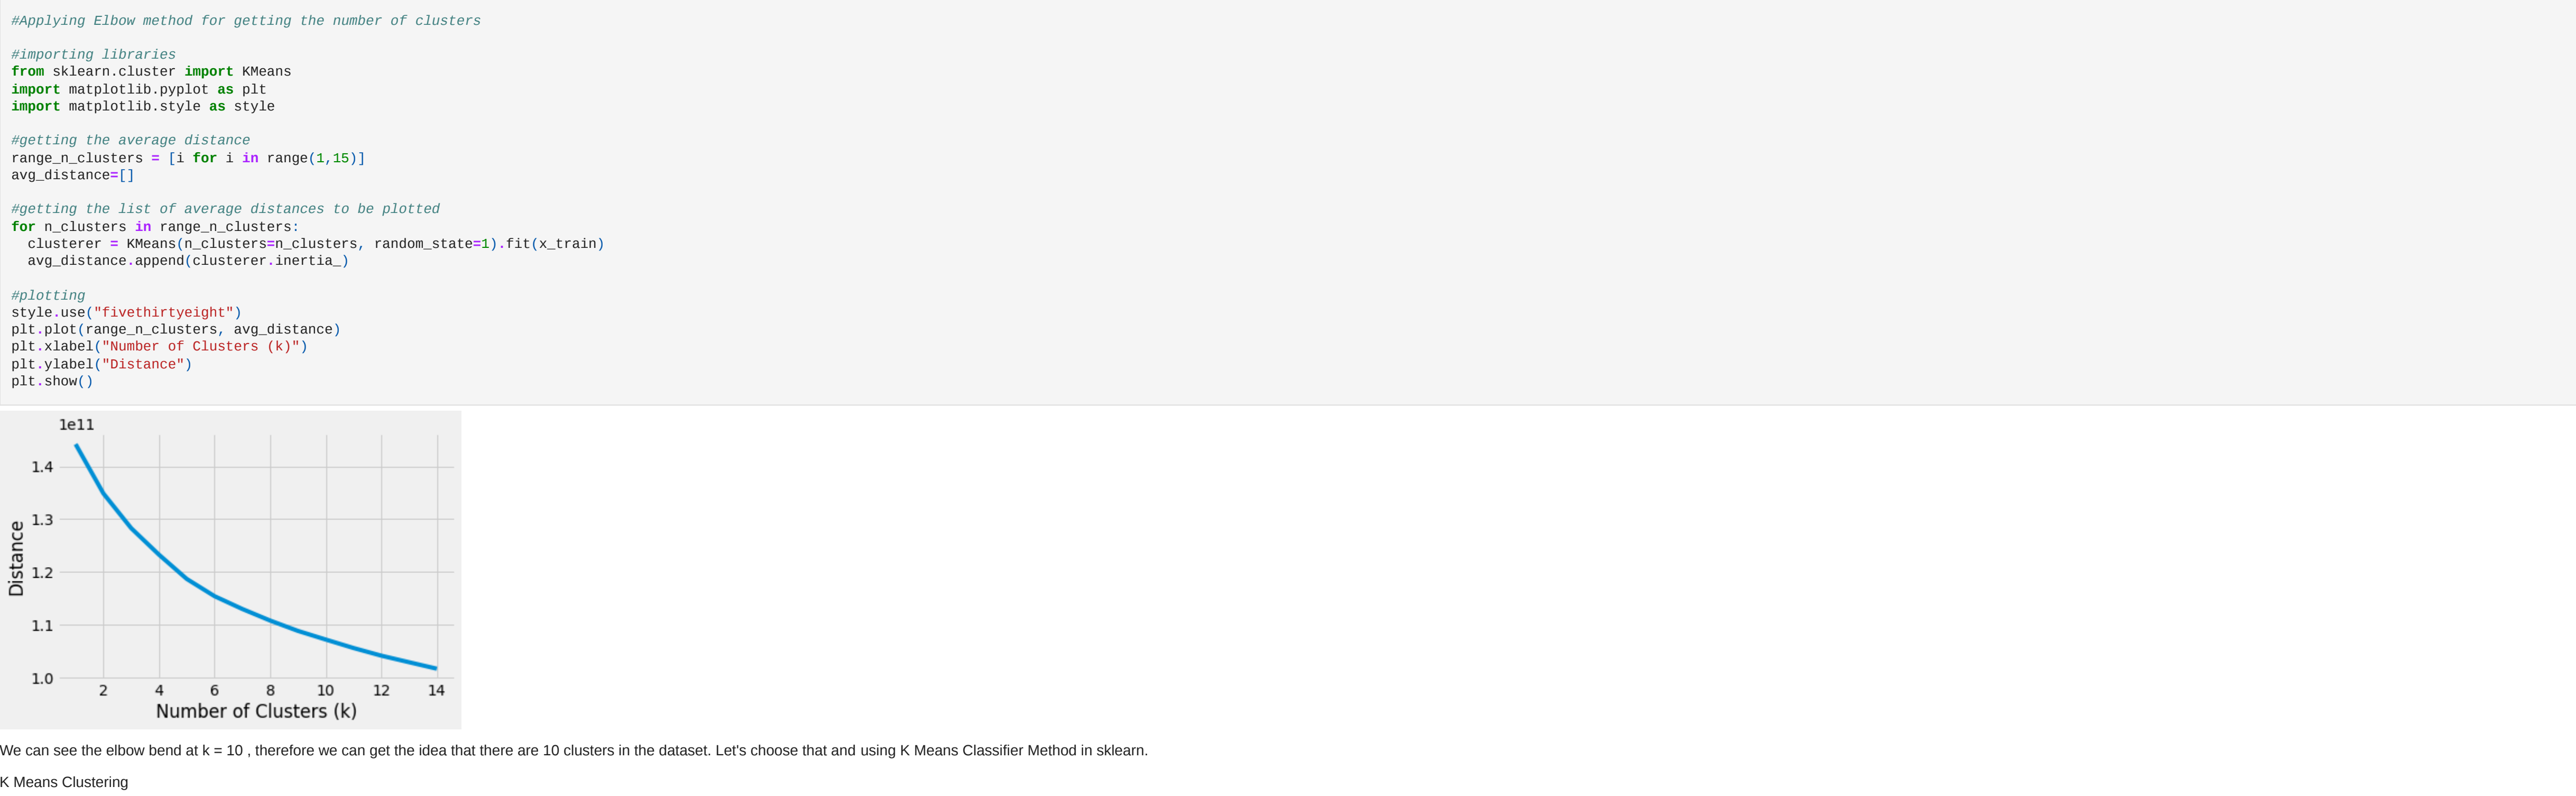 #Applying Elbow method for getting the number of clusters
#importing libraries
from sklearn.cluster import KMeans
import matplotlib.pyplot as plt
import matplotlib.style as style
#getting the average distance
range_n_clusters = [i for i in range(1,15)]
avg_distance=[]
#getting the list of average distances to be plotted
for n_clusters in range_n_clusters:
  clusterer = KMeans(n_clusters=n_clusters, random_state=1).fit(x_train)
  avg_distance.append(clusterer.inertia_)
#plotting
style.use("fivethirtyeight")
plt.plot(range_n_clusters, avg_distance)
plt.xlabel("Number of Clusters (k)")
plt.ylabel("Distance")
plt.show()
1e11
1.4
1.3
1.2
1.1
1.0
Distance
2 4 6 8 10 12 14
Number of Clusters (k)
We can see the elbow bend at k = 10 , therefore we can get the idea that there are 10 clusters in the dataset. Let's choose that and using K Means Classifier Method in sklearn.
K Means Clustering